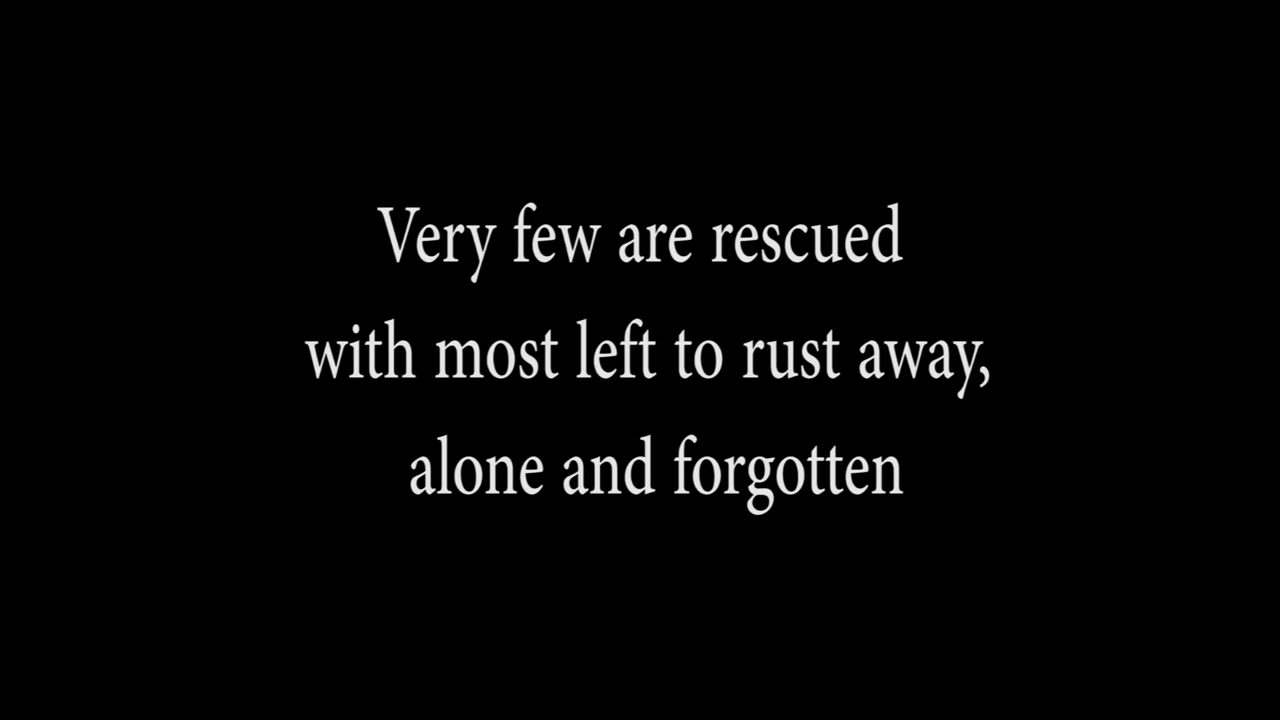 Very few are rescued
with most left to rust away,
alone and forgotten